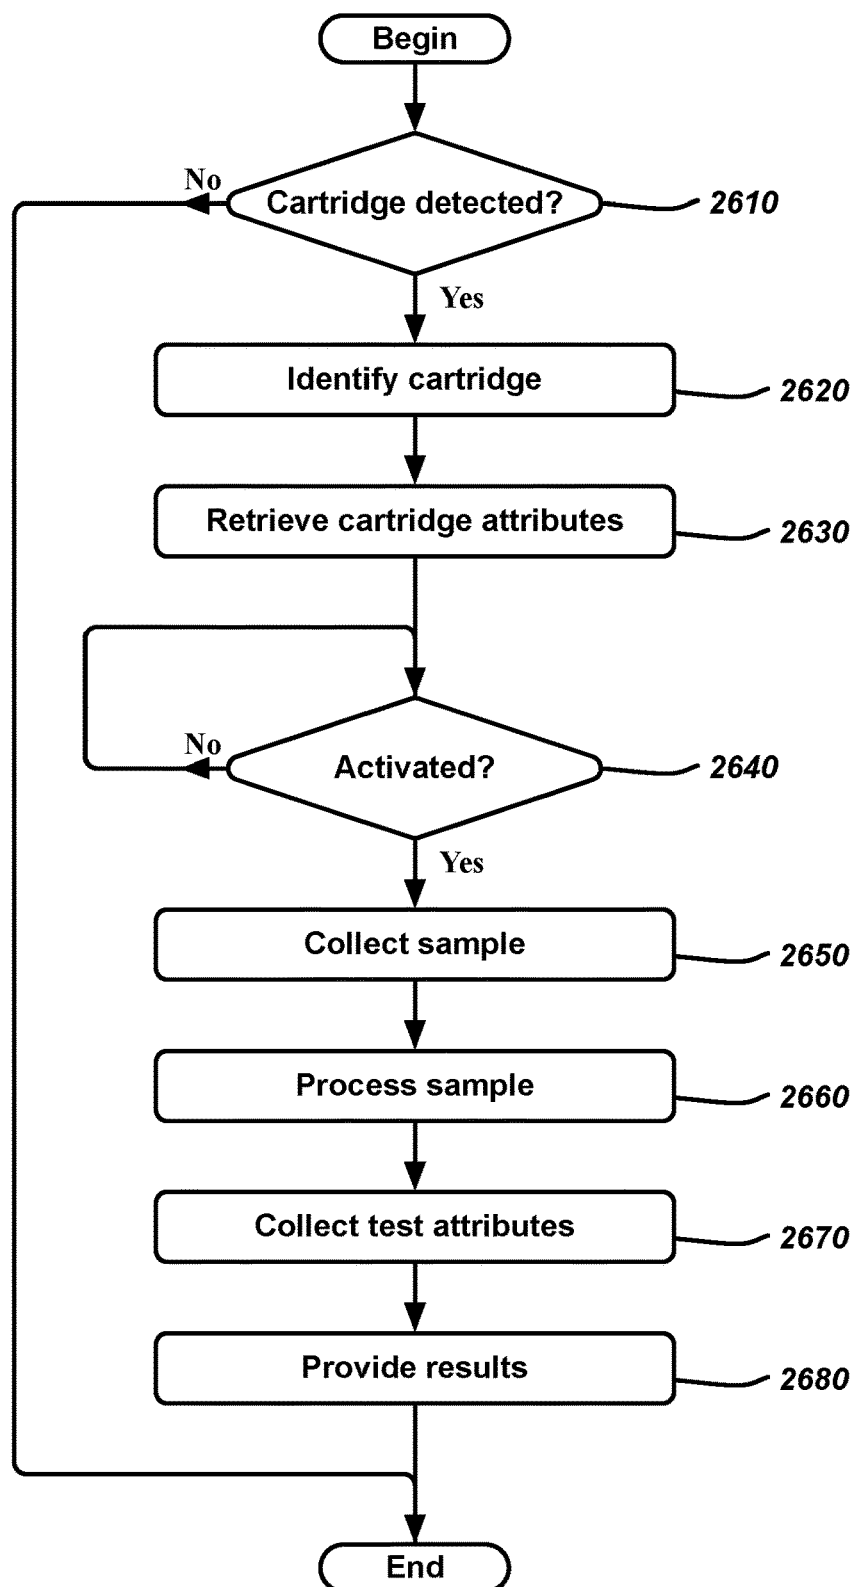 Begin
Cartridge detected?
No
2610
Yes
Identify cartridge
2620
Retrieve cartridge attributes
2630
Activated?
No
2640
Yes
Collect sample
2650
Process sample
2660
Collect test attributes
2670
Provide results
2680
End